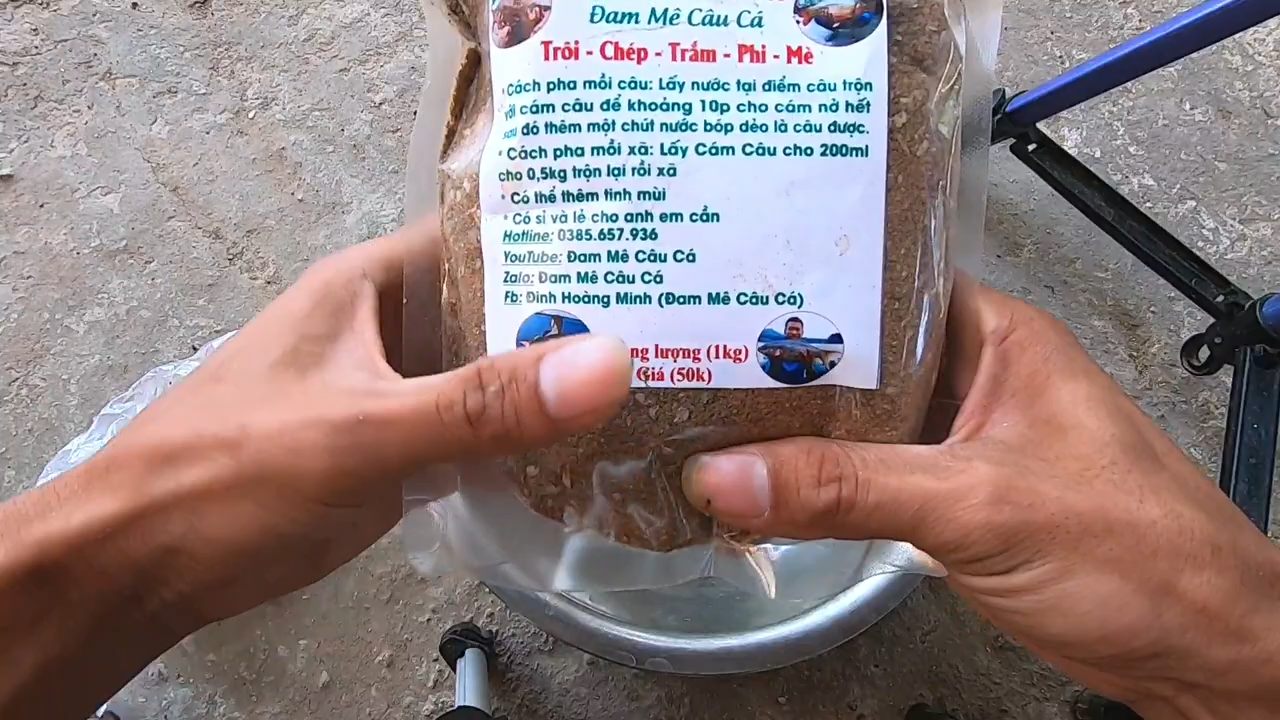 Đam Mê Câu Cá
Trôi - Chép - Trắm - Phi - Mè
• Cách pha mồi câu: Lấy nước tại điểm câu trộn
với cám câu để khoảng 10p cho cám nở hết
sau đó thêm một chút nước bóp dẻo là câu được.
* Cách pha mồi xã: Lấy Cám Câu cho 200ml
cho 0,5kg trộn lại rồi xã
* Có thể thêm tinh mùi
* Có sỉ và lẻ cho anh em cần
Hotline: 0385.657.936
YouTube: Đam Mê Câu Cá
Zalo: Đam Mê Câu Cá
Fb: Đinh Hoàng Minh (Đam Mê Câu Cá)
lượng (1kg)
Giá (50k)